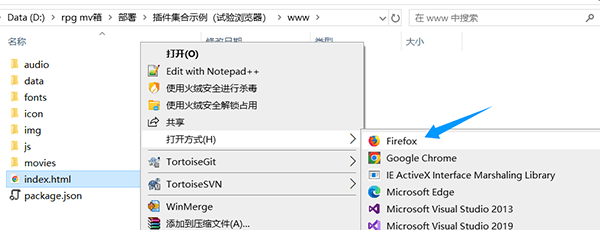 Data (D:) › rpg mv箱 › 部署 › 插件集合示例（试验浏览器） › www
在 www 中搜索
名称
修改日期
类型
大小
audio
data
fonts
icon
img
js
movies
index.html
package.json
打开(O)
Edit with Notepad++
使用火绒安全进行杀毒
使用火绒安全解锁占用
共享
打开方式(H)
TortoiseGit
TortoiseSVN
WinMerge
添加到压缩文件(A)...
Firefox
Google Chrome
IE ActiveX Interface Marshaling Library
Microsoft Edge
Microsoft Visual Studio 2013
Microsoft Visual Studio 2019